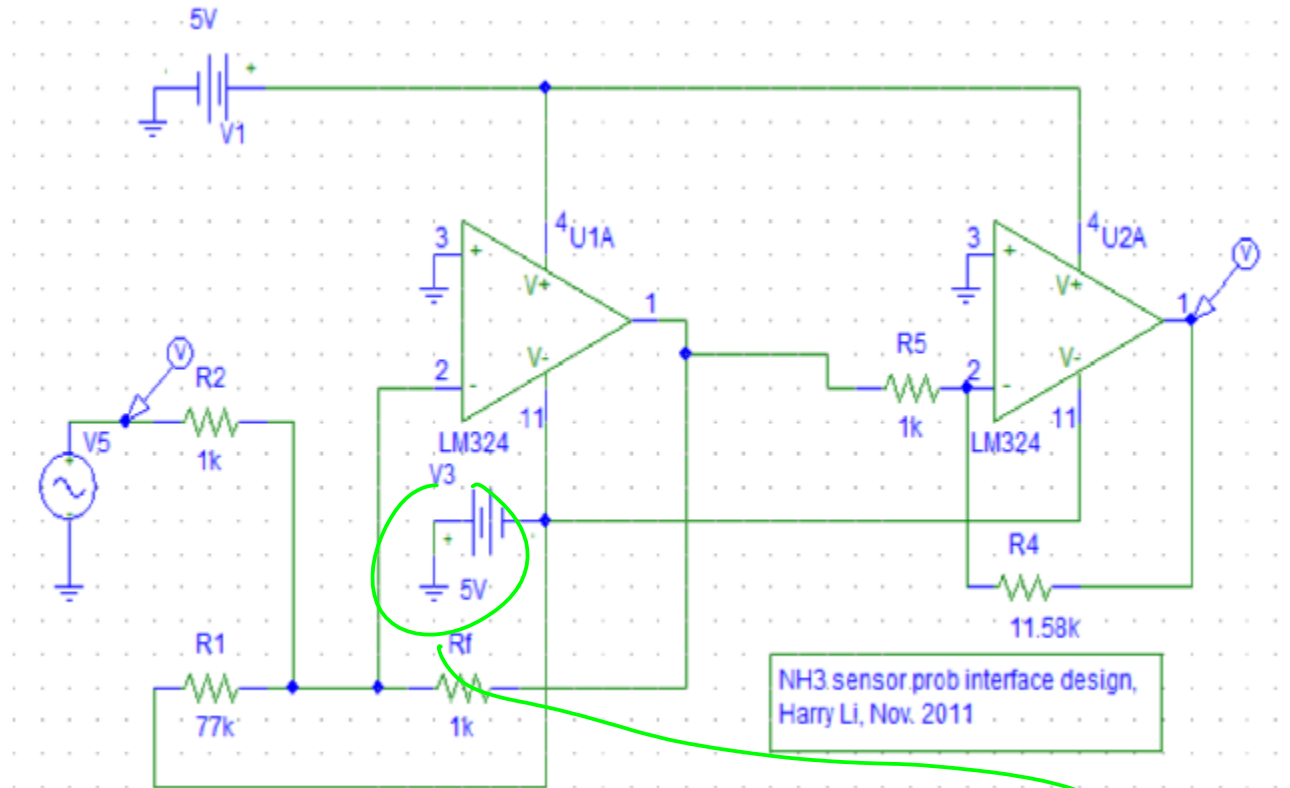 5V
+
V1
3
+
4
U1A
V+
1
V-
2
-
11
LM324
3
+
4
U2A
V+
1
V-
2
-
11
LM324
V
V
R2
1k
V5
+
-
R5
1k
V3
+
-
5V
R4
11.58k
R1
77k
Rf
1k
NH3 sensor prob interface design,
Harry Li, Nov. 2011